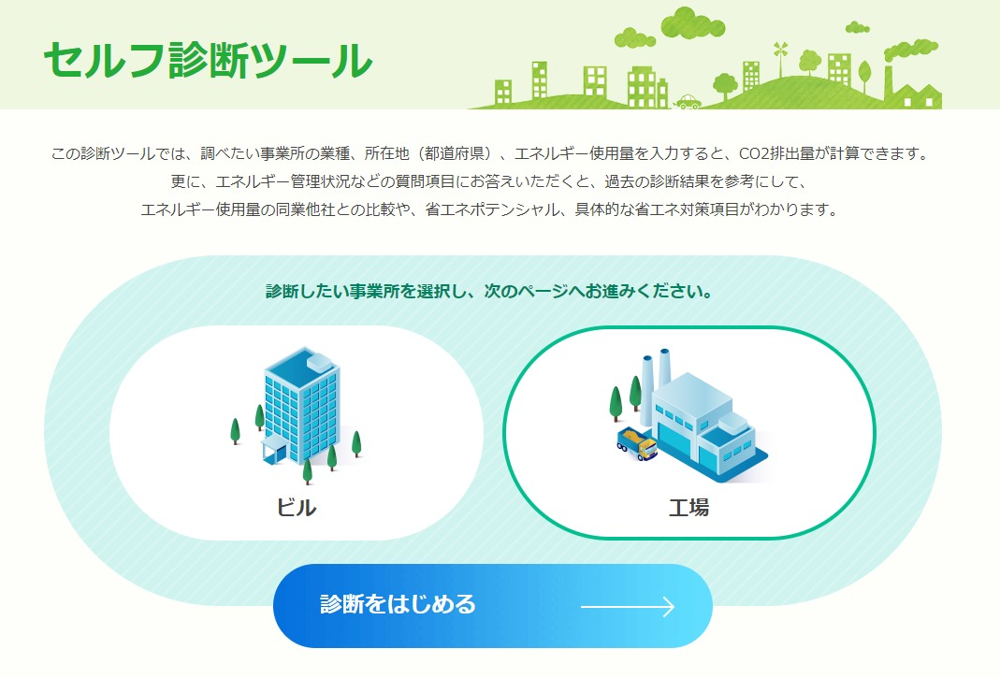 セルフ診断ツール
この診断ツールでは、調べたい事業所の業種、所在地（都道府県）、エネルギー使用量を入力すると、CO2排出量が計算できます。
更に、エネルギー管理状況などの質問項目にお答えいただくと、過去の診断結果を参考にして、
エネルギー使用量の同業他社との比較や、省エネポテンシャル、具体的な省エネ対策項目がわかります。
診断したい事業所を選択し、次のページへお進みください。
ビル
工場
診断をはじめる